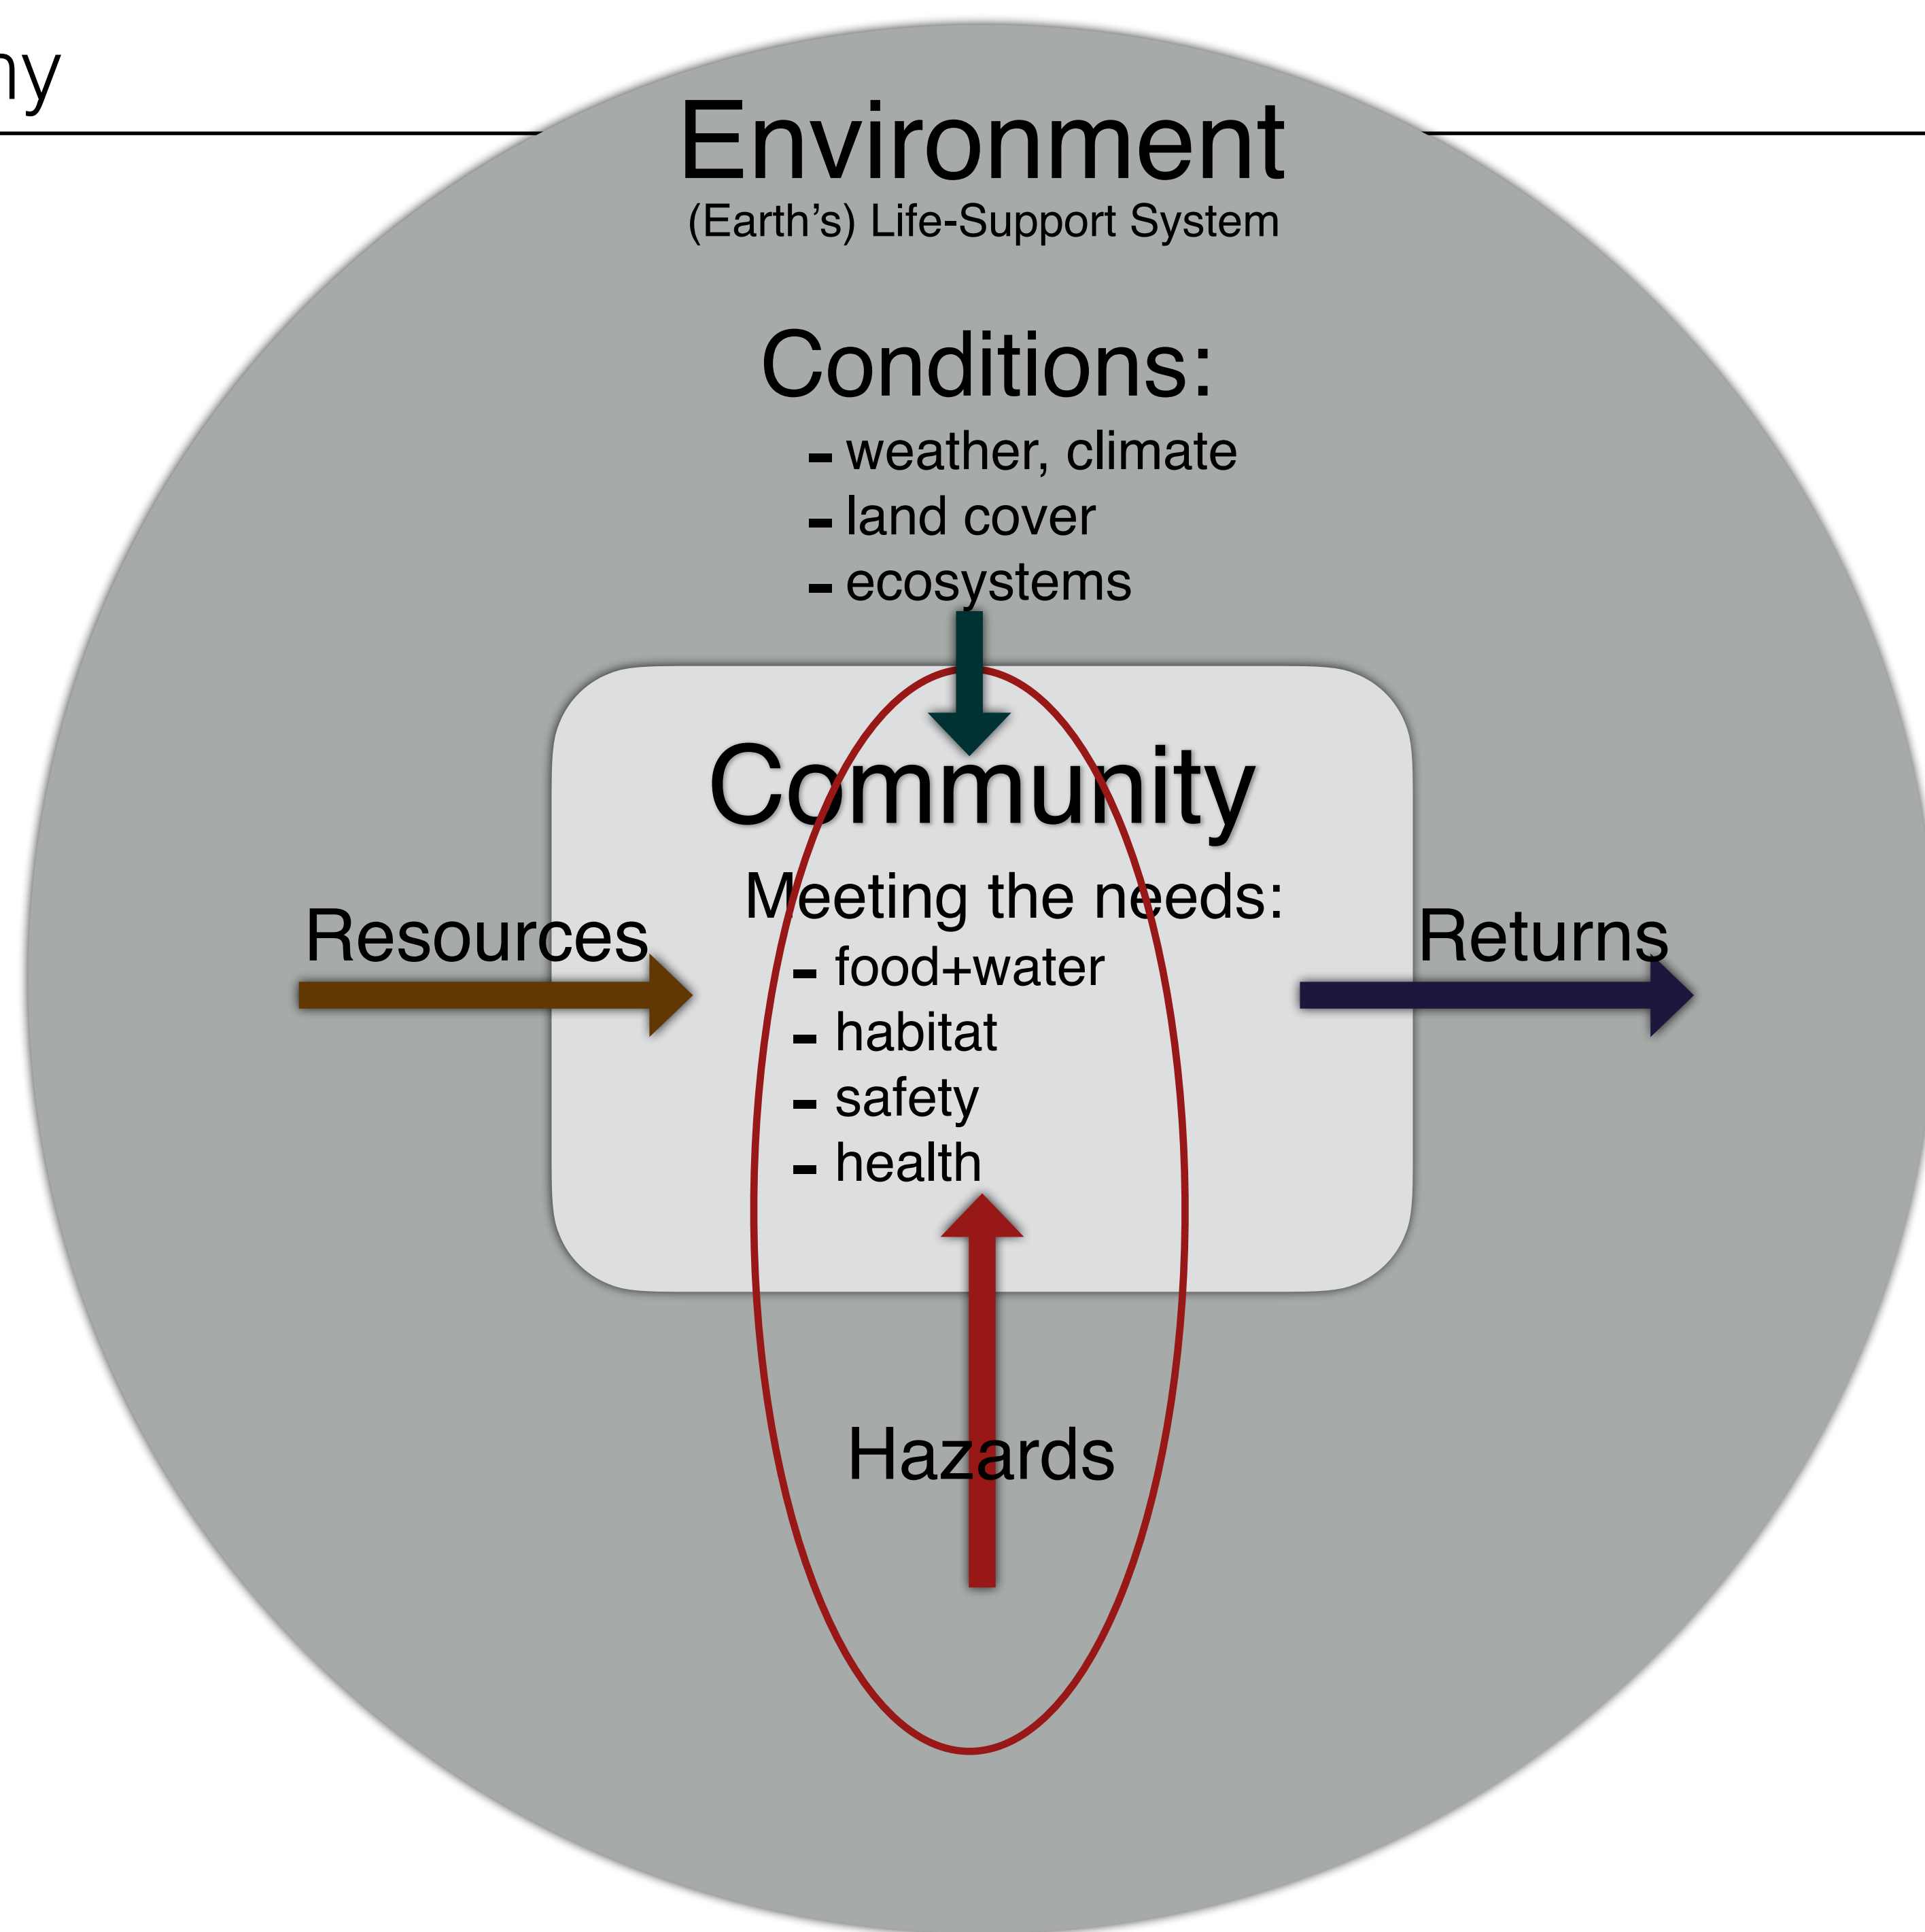 Environment
(Earth's) Life-Support System
Conditions:
- weather, climate
- land cover
- ecosystems
Community
Meeting the needs:
- food+water
- habitat
- safety
- health
Resources
Returns
Hazards